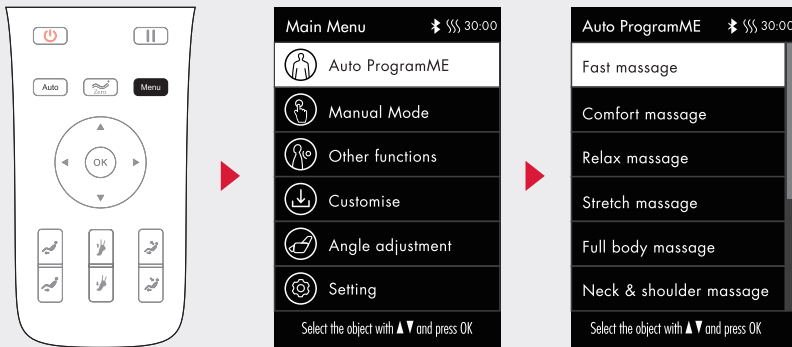 Auto
Zero
Menu
OK
Main Menu 30:00
Auto ProgramME
Manual Mode
Other functions
Customise
Angle adjustment
Setting
Select the object with ▲▼ and press OK
Auto ProgramME 30:00
Fast massage
Comfort massage
Relax massage
Stretch massage
Full body massage
Neck & shoulder massage
Select the object with ▲▼ and press OK